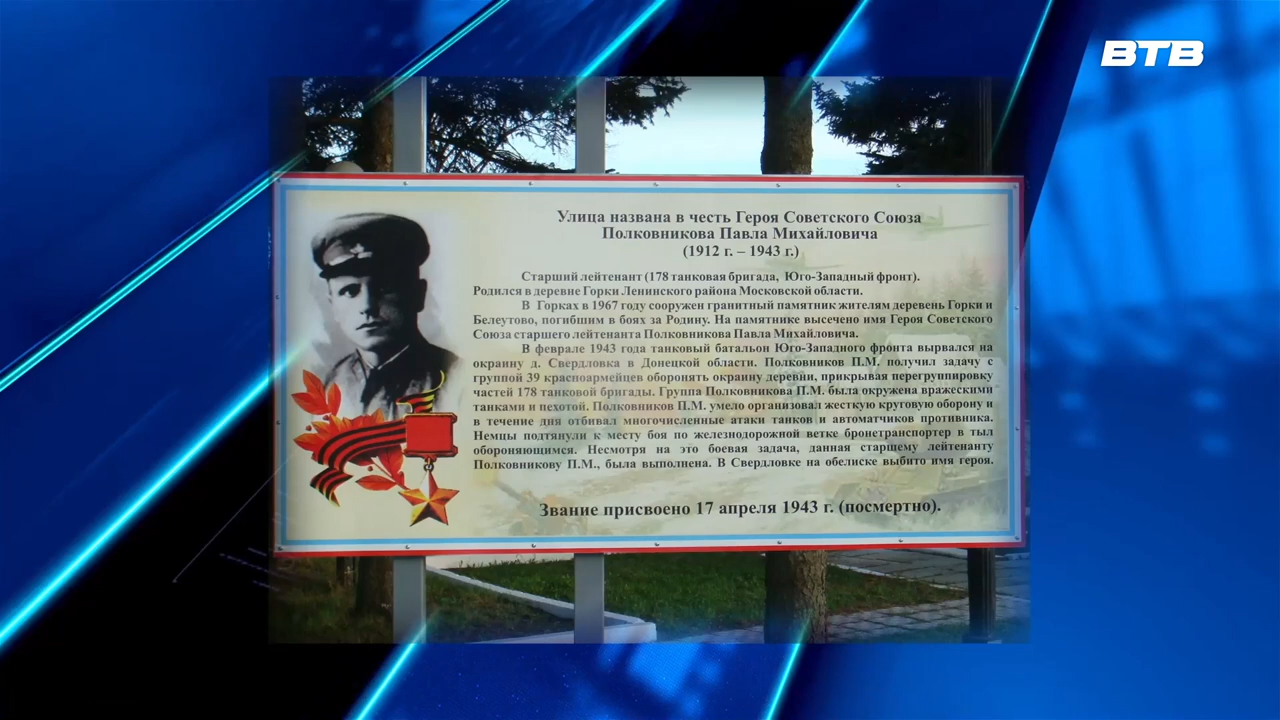 ВТВ
Улица названа в честь Героя Советского Союза
Полковникова Павла Михайловича
(1912 г. – 1943 г.)
Старший лейтенант (178 танковая бригада, Юго-Западный фронт).
Родился в деревне Горки Ленинского района Московской области.
В Горках в 1967 году сооружен гранитный памятник жителям деревень Горки и
Белеутово, погибшим в боях за Родину. На памятнике высечено имя Героя Советского
Союза старшего лейтенанта Полковникова Павла Михайловича.
В феврале 1943 года танковый батальон Юго-Западного фронта вырвался на
окраину д. Свердловка в Донецкой области. Полковников П.М. получил задачу с
группой 39 красноармейцев оборонять окраину деревни, прикрывая перегруппировку
частей 178 танковой бригады. Группа Полковникова П.М. была окружена вражескими
танками и пехотой. Полковников П.М. умело организовал жесткую круговую оборону и
в течение дня отбивал многочисленные атаки танков и автоматчиков противника.
Немцы подтянули к месту боя по железнодорожной ветке бронетранспортер в тыл
обороняющимся. Несмотря на это боевая задача, данная старшему лейтенанту
Полковникову П.М., была выполнена. В Свердловке на обелиске выбито имя героя.
Звание присвоено 17 апреля 1943 г. (посмертно).